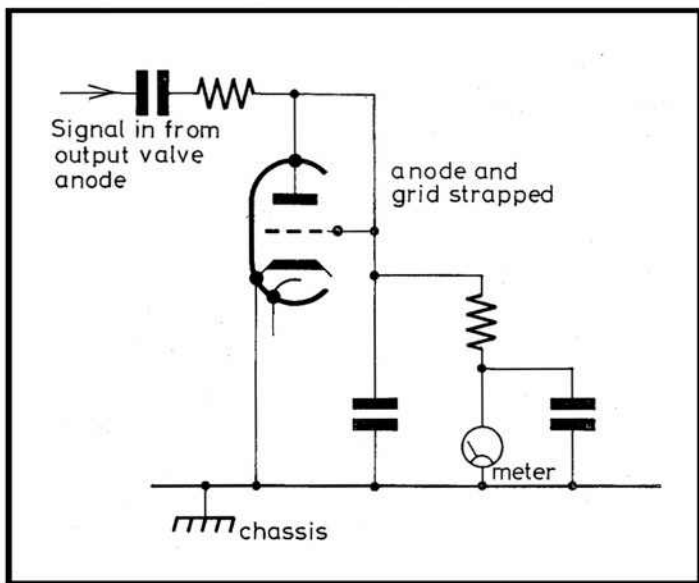 Signal in from
output valve
anode
anode and
grid strapped
meter
chassis